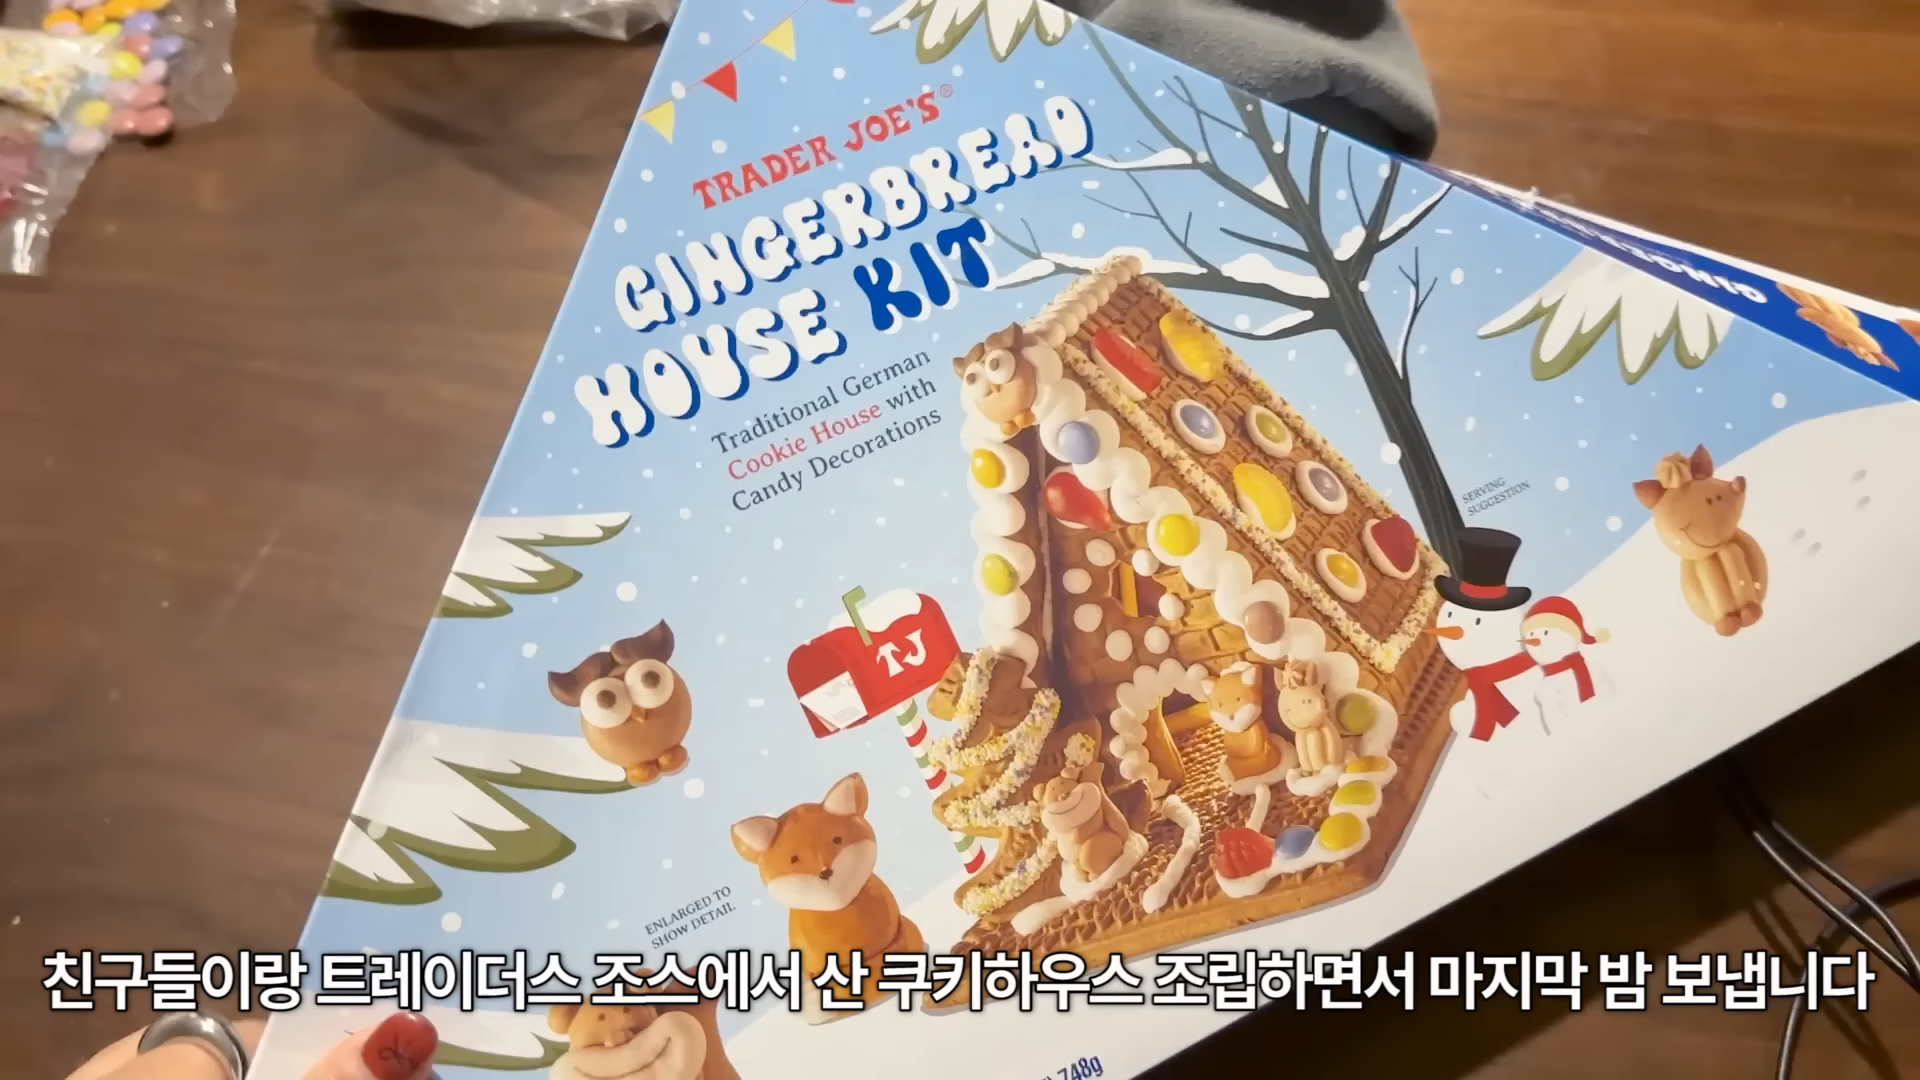 TRADER JOE'S®
GINGERBREAD
HOUSE KIT
Traditional German
Cookie House with
Candy Decorations
SERVING
SUGGESTION
TJ
ENLARGED TO
SHOW DETAIL
친구들이랑 트레이더스 조스에서 산 쿠키하우스 조립하면서 마지막 밤 보냅니다
748g